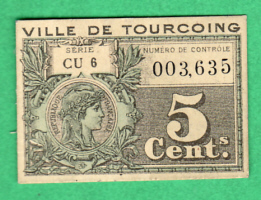 VILLE DE TOURCOING
SERIE
CU 6
NUMERO DE CONTROLE
003,635
5
Cent.s